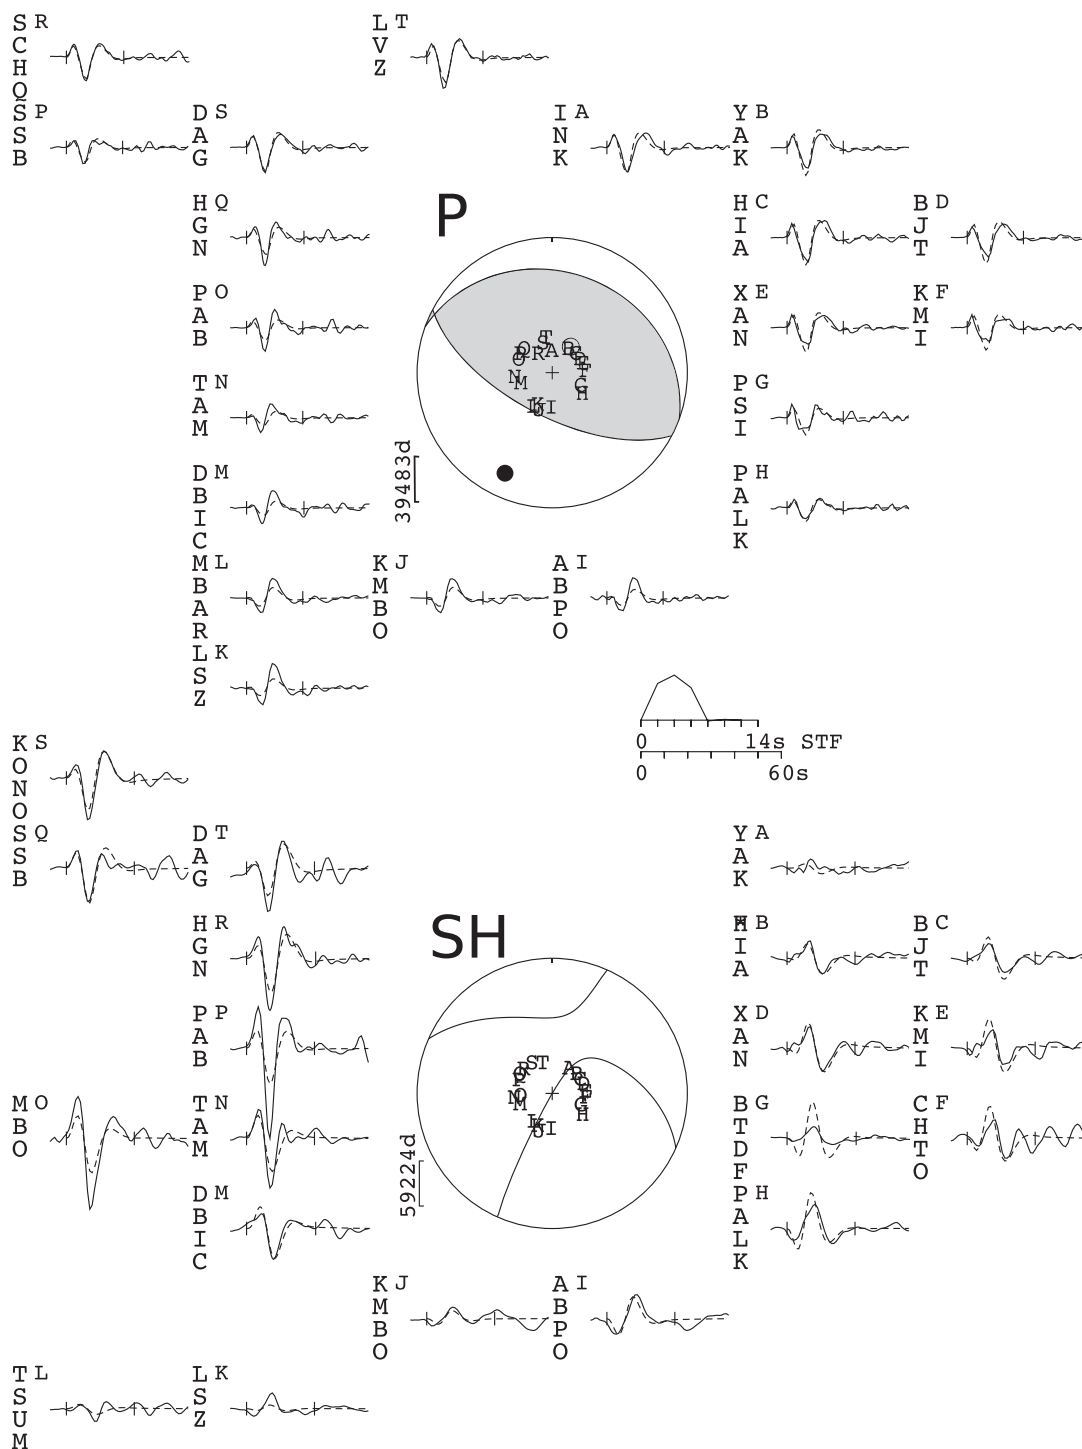 SCHQ R
LVZ T
SSB P
DAG S
INK A
YAK B
HGN Q
P
HIA C
BJT D
PAB O
XAN E
KMI F
TAM N
PSI G
DBIC M
39483d
PALK H
MBAR L
KMBO J
ABPO I
LSZ K
0 14s STF
0 60s
KONO S
SSB Q
DAG T
YAK A
HGN R
SH
HIA B
BJT C
PAB P
XAN D
KMI E
MBO O
TAM N
BTDF G
CHTO F
59224d
DBIC M
PALK H
KMBO J
ABPO I
TSUM L
LSZ K